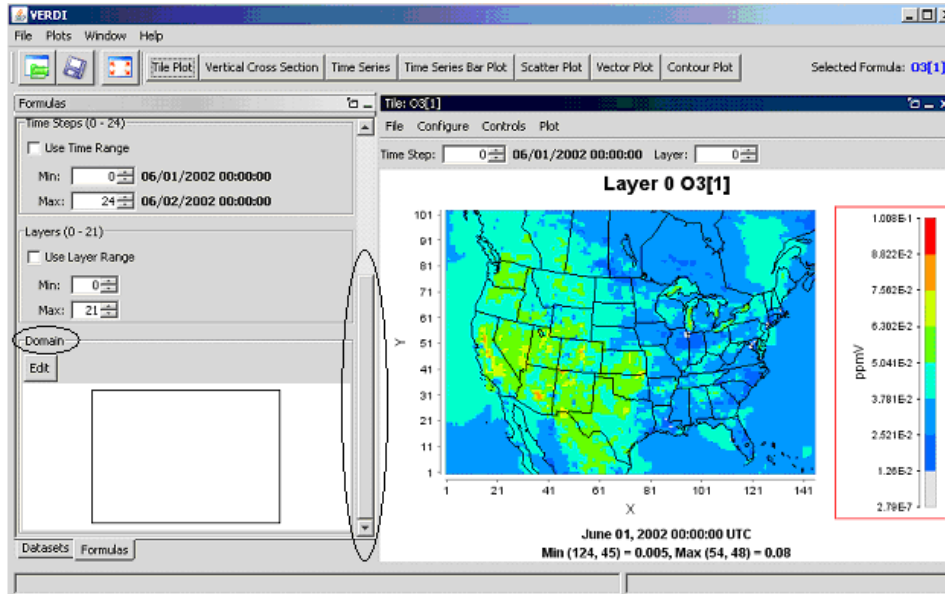 VERDI
File Plots Window Help
Tile Plot Vertical Cross Section Time Series Time Series Bar Plot Scatter Plot Vector Plot Contour Plot Selected Formula: O3[1]
Formulas
Time Steps (0 - 24)
Use Time Range
Min: 0 06/01/2002 00:00:00
Max: 24 06/02/2002 00:00:00
Layers (0 - 21)
Use Layer Range
Min: 0
Max: 21
Domain
Edit
Datasets Formulas
Tile: O3[1]
File Configure Controls Plot
Time Step: 0 06/01/2002 00:00:00 Layer: 0
Layer 0 O3[1]
101
91
81
71
61
51
41
31
21
11
1
Y
1 21 41 61 81 101 121 141
X
1.008E-1
8.822E-2
7.562E-2
6.302E-2
5.041E-2
3.781E-2
2.521E-2
1.26E-2
2.79E-7
ppmV
June 01, 2002 00:00:00 UTC
Min (124, 45) = 0.005, Max (54, 48) = 0.08